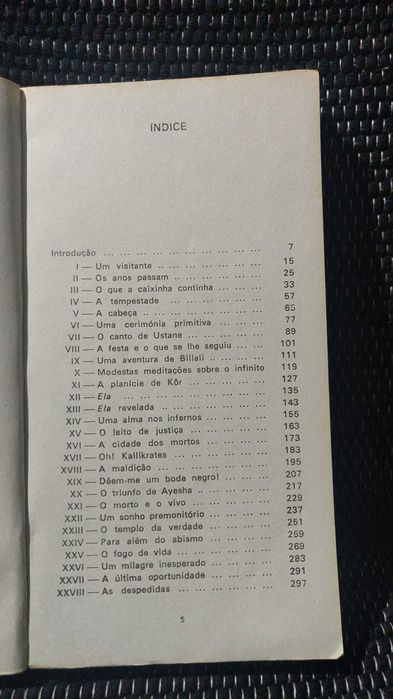 ÍNDICE
Introdução ... ... ... ... ... ... ... ... ... ... 7
I — Um visitante .. ... ... ... ... ... ... 15
II — Os anos passam ... ... ... ... ... ... 25
III — O que a caixinha continha ... ... ... 33
IV — A tempestade ... ... ... ... ... ... 57
V — A cabeça ... ... ... ... ... ... ... 65
VI — Uma cerimónia primitiva ... ... ... ... 77
VII — O canto de Ustane ... ... ... ... ... 89
VIII — A festa e o que se lhe seguiu ... ... ... 101
IX — Uma aventura de Billali .. ... ... ... ... 111
X — Modestas meditações sobre o infinito 119
XI — A planície de Kôr ... ... ... ... ... ... 127
XII — Ela ... ... ... ... ... ... ... ... 135
XIII — Ela revelada .. ... ... ... ... ... ... 143
XIV — Uma alma nos infernos ... ... ... ... 155
XV — O leito de justiça ... ... ... ... ... 163
XVI — A cidade dos mortos ... ... ... ... ... 173
XVII — Oh! Kallikrates ... ... ... ... ... ... 183
XVIII — A maldição ... ... ... ... ... ... ... 195
XIX — Dêem-me um bode negro! ... ... ... ... 207
XX — O triunfo de Ayesha .. ... ... ... ... 217
XXI — O morto e o vivo ... ... ... ... ... 229
XXII — Um sonho premonitório ... ... ... ... 237
XXIII — O templo da verdade ... ... ... ... ... 251
XXIV — Para além do abismo ... ... ... ... ... 259
XXV — O fogo de vida ... ... ... ... ... ... 269
XXVI — Um milagre inesperado ... ... ... ... 283
XXVII — A última oportunidade ... ... ... ... 291
XXVIII — As despedidas ... ... ... ... ... ... 297
5